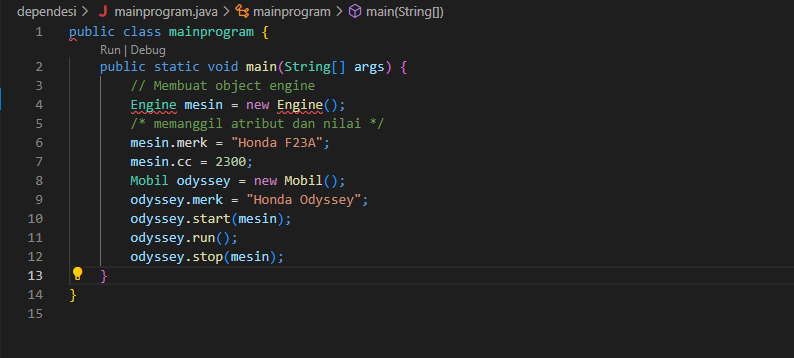 dependesi > J mainprogram.java > mainprogram > main(String[])
1 public class mainprogram {
Run | Debug
2 public static void main(String[] args) {
3 // Membuat object engine
4 Engine mesin = new Engine();
5 /* memanggil atribut dan nilai */
6 mesin.merk = "Honda F23A";
7 mesin.cc = 2300;
8 Mobil odyssey = new Mobil();
9 odyssey.merk = "Honda Odyssey";
10 odyssey.start(mesin);
11 odyssey.run();
12 odyssey.stop(mesin);
13 }
14 }
15